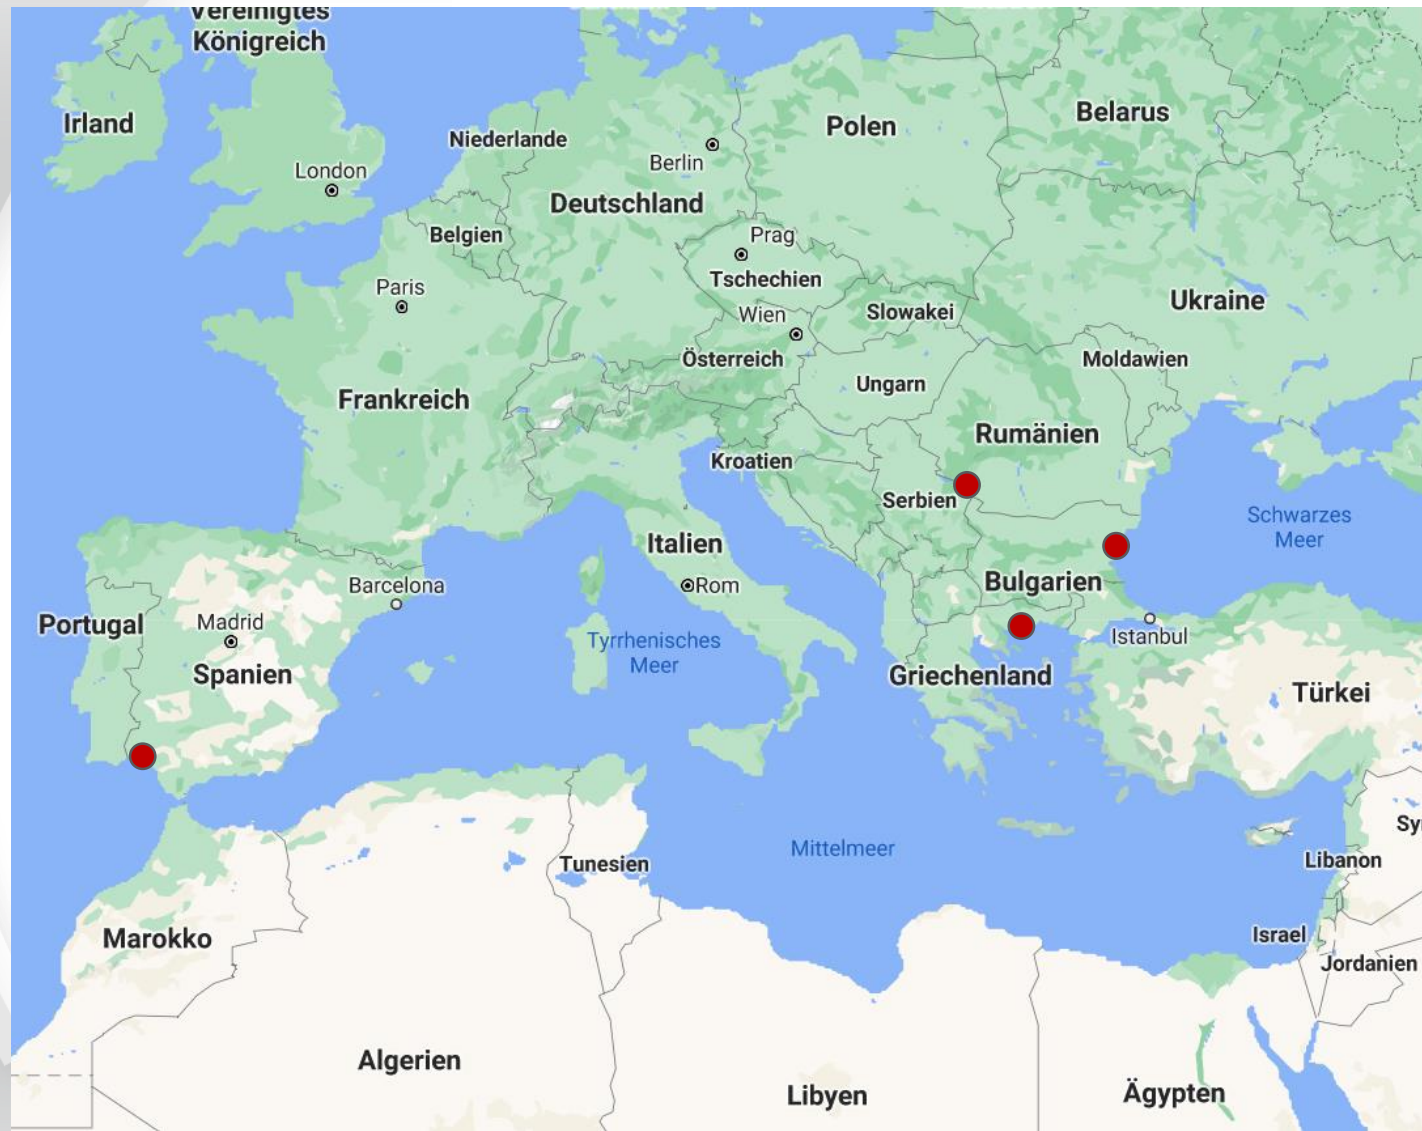 Vereinigtes
Königreich
Irland
London
Niederlande
Berlin
Polen
Belarus
Deutschland
Belgien
Prag
Tschechien
Paris
Wien
Slowakei
Ukraine
Österreich
Moldawien
Ungarn
Frankreich
Rumänien
Kroatien
Serbien
Schwarzes
Meer
Italien
Bulgarien
Barcelona
Rom
Portugal
Madrid
Istanbul
Tyrrhenisches
Meer
Spanien
Griechenland
Türkei
Sy
Mittelmeer
Tunesien
Libanon
Marokko
Israel
Jordanien
Algerien
Libyen
Ägypten